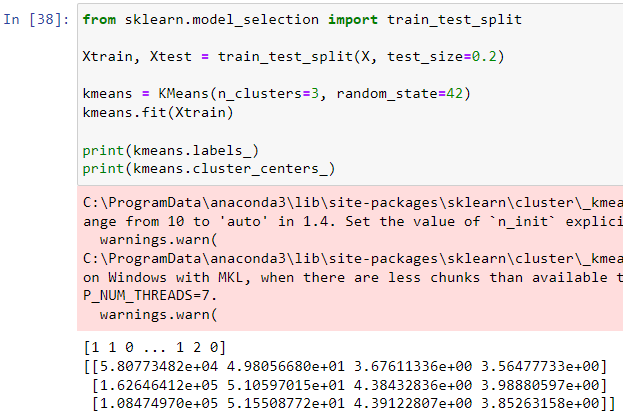 In [38]: from sklearn.model_selection import train_test_split
Xtrain, Xtest = train_test_split(X, test_size=0.2)
kmeans = KMeans(n_clusters=3, random_state=42)
kmeans.fit(Xtrain)
print(kmeans.labels_)
print(kmeans.cluster_centers_)
C:\ProgramData\anaconda3\lib\site-packages\sklearn\cluster\_kmea
ange from 10 to 'auto' in 1.4. Set the value of `n_init` explici
warnings.warn(
C:\ProgramData\anaconda3\lib\site-packages\sklearn\cluster\_kmea
on Windows with MKL, when there are less chunks than available t
P_NUM_THREADS=7.
warnings.warn(
[1 1 0 ... 1 2 0]
[[5.80773482e+04 4.98056680e+01 3.67611336e+00 3.56477733e+00]
[1.62646412e+05 5.10597015e+01 4.38432836e+00 3.98880597e+00]
[1.08474970e+05 5.15508772e+01 4.39122807e+00 3.85263158e+00]]